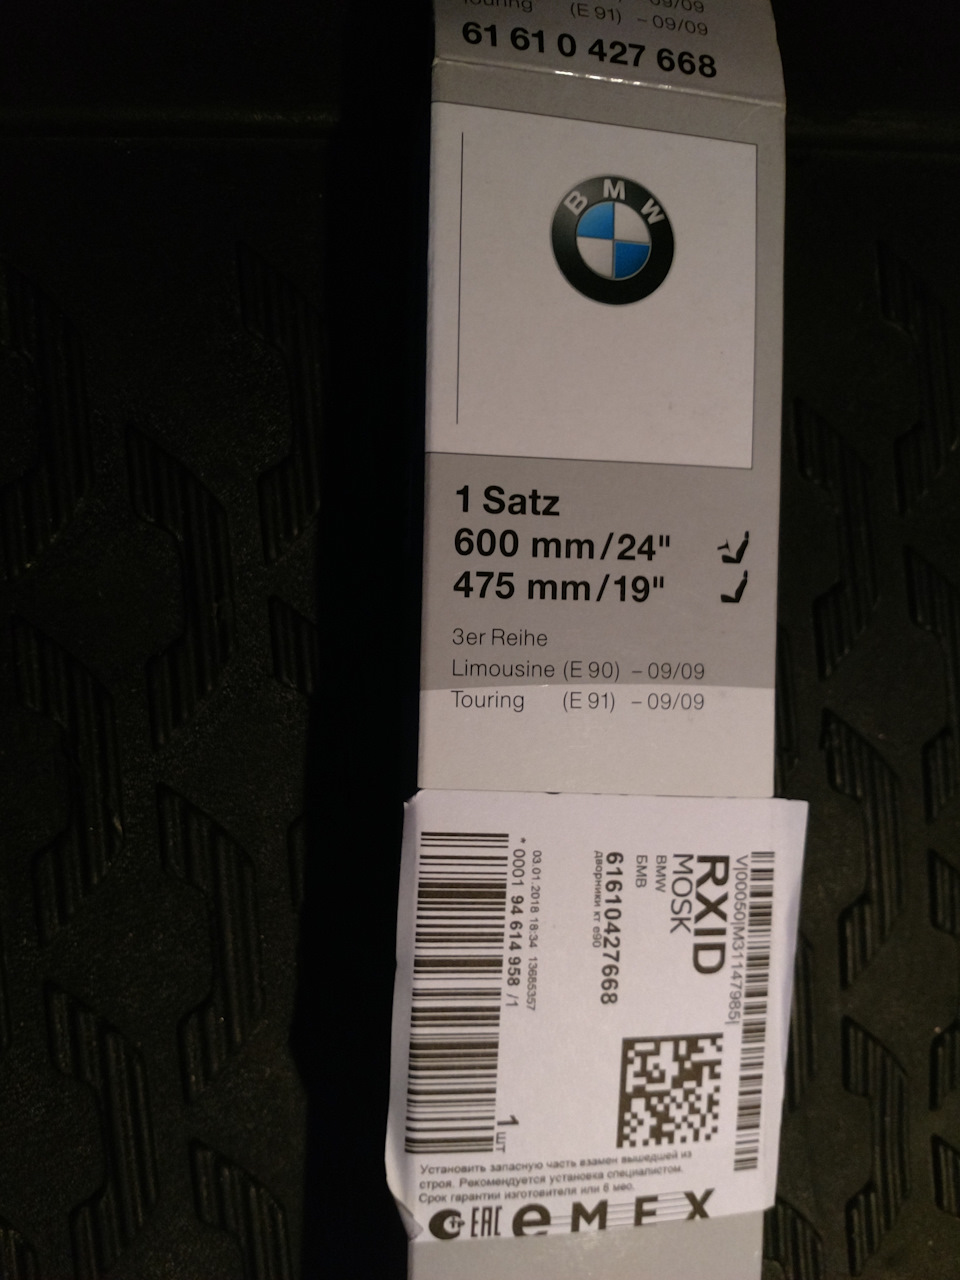 Touring (E 91) – 09/09
61 61 0 427 668
BMW
1 Satz
600 mm/24"
475 mm/19"
3er Reihe
Limousine (E 90) – 09/09
Touring (E 91) – 09/09
V|00050|M31147985|
RXID
MOSK
BMW
БМВ
61610427668
дворники кт е90
03.01.2018 18:34 13685357
* 0001 94 614 958 /1
1 шт
Установить запасную часть взамен вышедшей из
строя. Рекомендуется установка специалистом.
Срок гарантии изготовителя или 6 мес.
EAC
eMEX